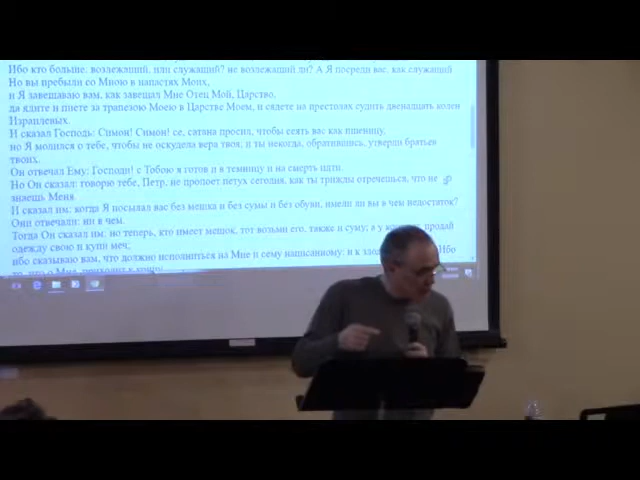 Ибо кто больше: возлежащий, или служащий? не возлежащий ли? А Я посреди вас, как служащий
Но вы пребыли со Мною в напастях Моих,
и Я завещаваю вам, как завещал Мне Отец Мой, Царство,
да ядите и пиете за трапезою Моею в Царстве Моем, и сядете на престолах судить двенадцать колен
Израилевых.
И сказал Господь: Симон! Симон! се, сатана просил, чтобы сеять вас как пшеницу,
но Я молился о тебе, чтобы не оскудела вера твоя; и ты некогда, обратившись, утверди братьев
твоих.
Он отвечал Ему: Господи! с Тобою я готов и в темницу и на смерть идти.
Но Он сказал: говорю тебе, Петр, не пропоет петух сегодня, как ты трижды отречешься, что не
знаешь Меня.
И сказал им: когда Я посылал вас без мешка и без сумы и без обуви, имели ли вы в чем недостаток?
Они отвечали: ни в чем.
Тогда Он сказал им: но теперь, кто имеет мешок, тот возьми его, также и суму; а у продай
одежду свою и купи меч;
ибо сказываю вам, что должно исполниться на Мне и сему написанному: и к Ибо
то, что о Мне, приходит к концу